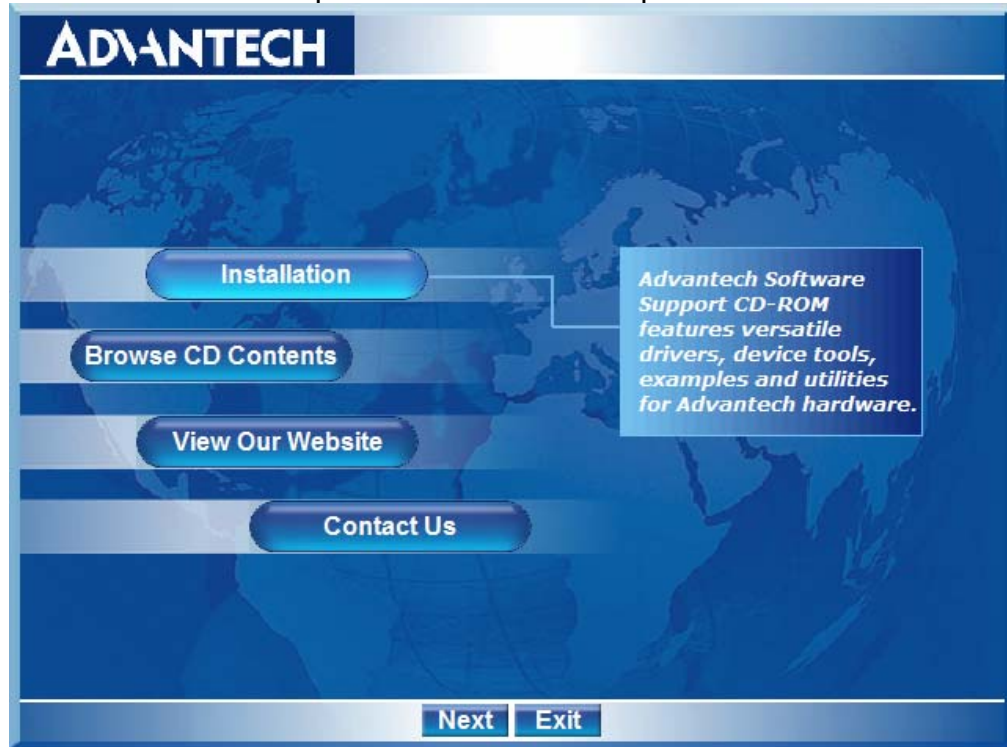 ADVANTECH
Installation
Advantech Software
Support CD-ROM
features versatile
drivers, device tools,
examples and utilities
for Advantech hardware.
Browse CD Contents
View Our Website
Contact Us
Next Exit